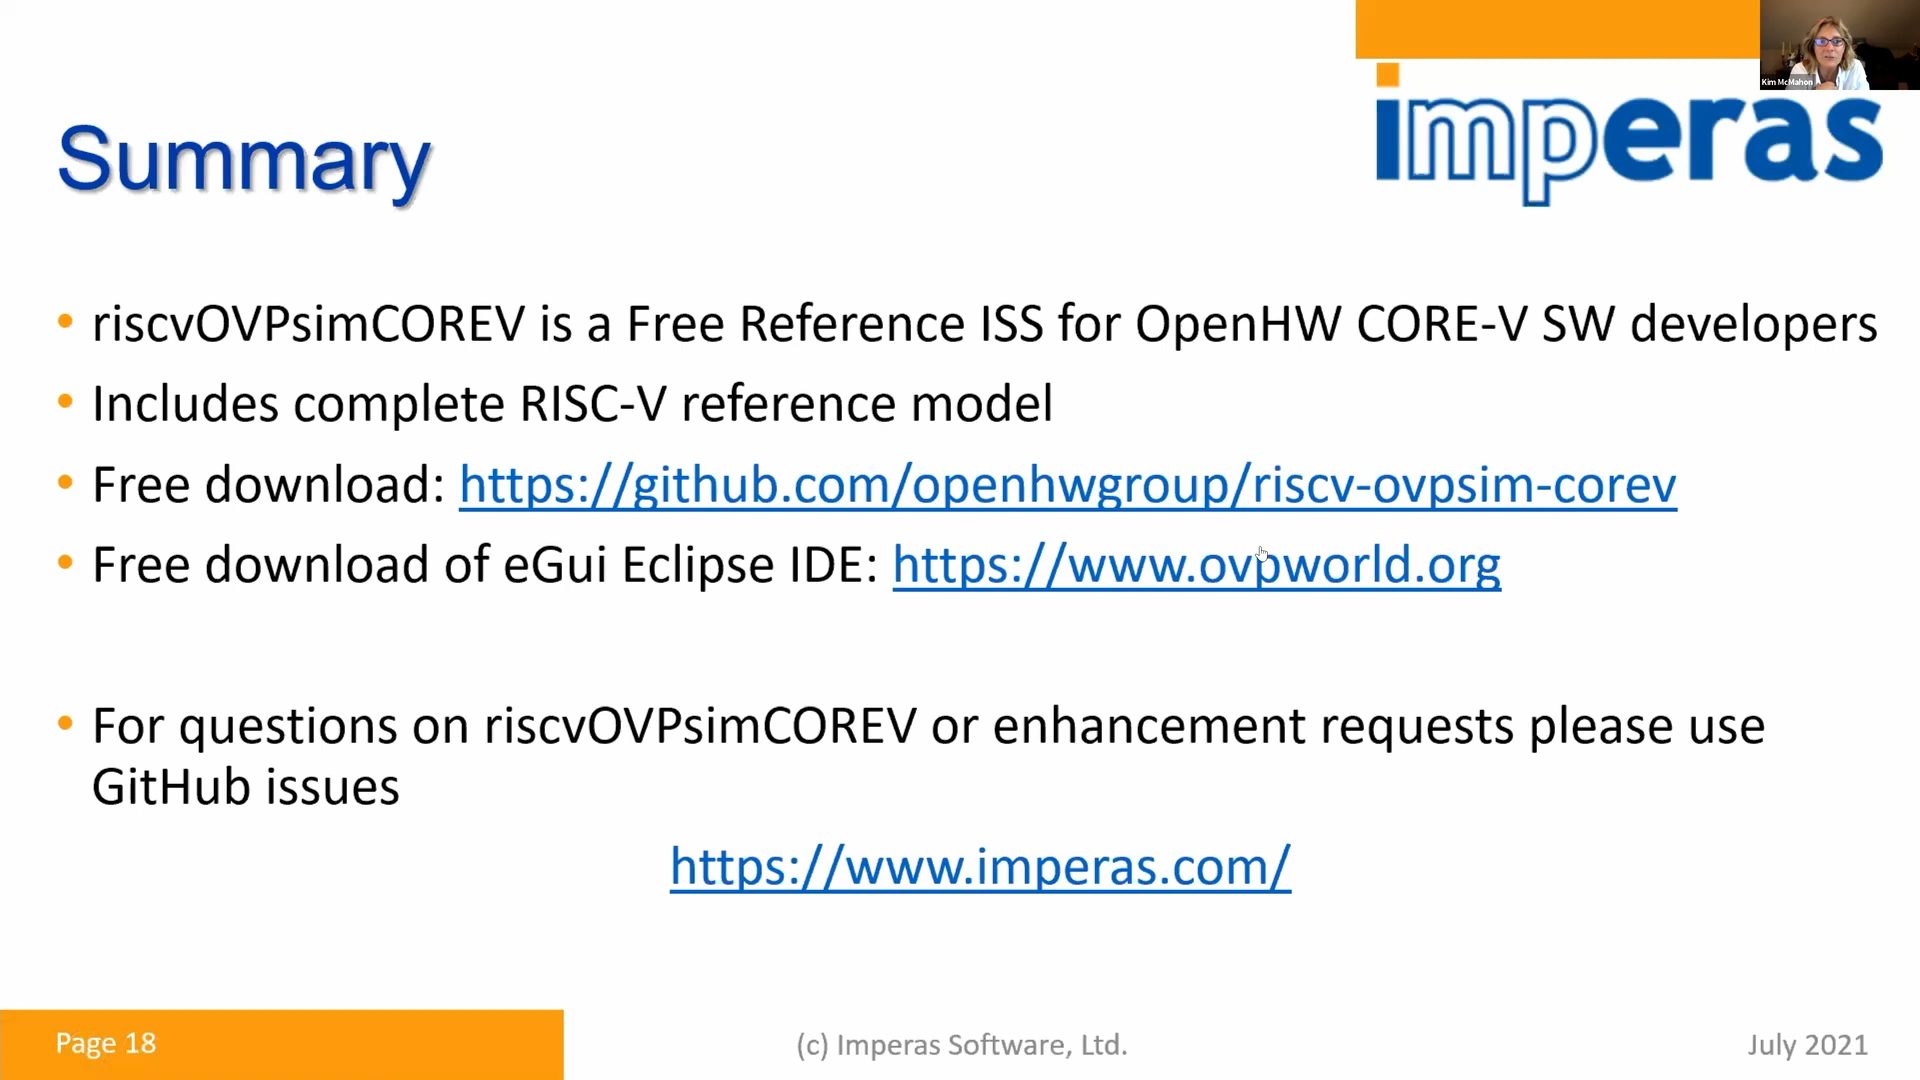 Kim McMahon
imperas
Summary
• riscvOVPsimCOREV is a Free Reference ISS for OpenHW CORE-V SW developers
• Includes complete RISC-V reference model
• Free download: https://github.com/openhwgroup/riscv-ovpsim-corev
• Free download of eGui Eclipse IDE: https://www.ovpworld.org
• For questions on riscvOVPsimCOREV or enhancement requests please use
GitHub issues
https://www.imperas.com/
Page 18
(c) Imperas Software, Ltd.
July 2021